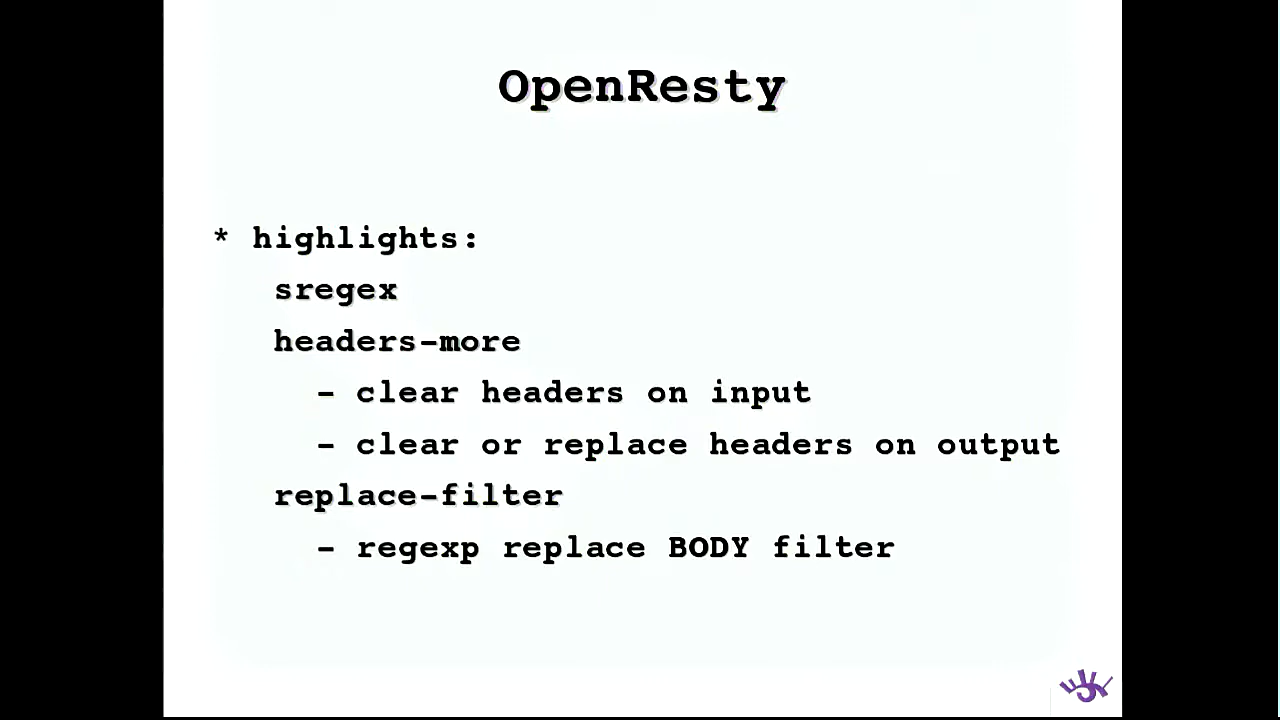 OpenResty
* highlights:
sregex
headers-more
- clear headers on input
- clear or replace headers on output
replace-filter
- regexp replace BODY filter